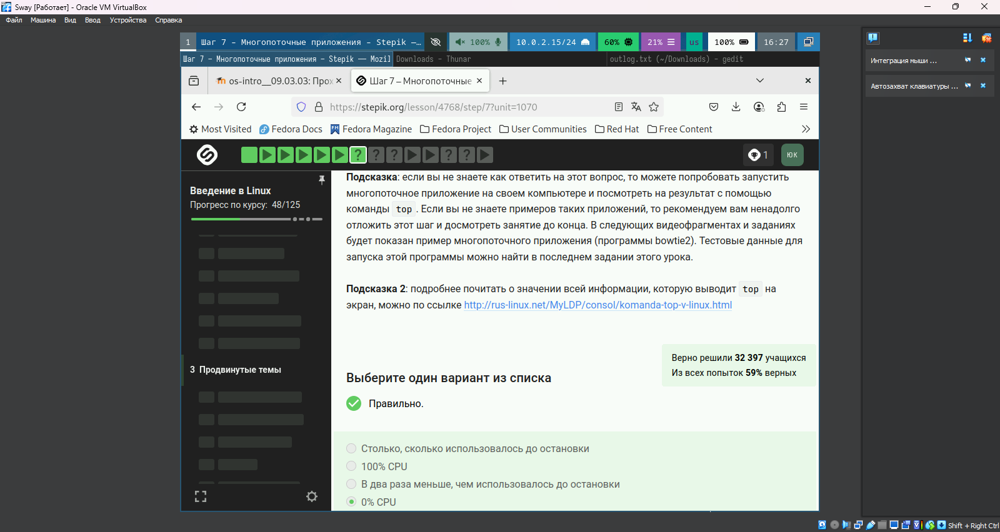 Sway [Работает] - Oracle VM VirtualBox
Файл Машина Вид Ввод Устройства Справка
1 Шаг 7 – Многопоточные приложения – Stepik —… 100% 10.0.2.15/24 60% 21% us 100% 16:27
Шаг 7 – Многопоточные приложения – Stepik —— Mozil Downloads – Thunar outlog.txt (~/Downloads) – gedit
os-intro__09.03.03: Прох Шаг 7 – Многопоточные
https://stepik.org/lesson/4768/step/7?unit=1070
Most Visited Fedora Docs Fedora Magazine Fedora Project User Communities Red Hat Free Content
1 ЮК
Введение в Linux
Прогресс по курсу: 48/125
3 Продвинутые темы
Подсказка: если вы не знаете как ответить на этот вопрос, то можете попробовать запустить
многопоточное приложение на своем компьютере и посмотреть на результат с помощью
команды top . Если вы не знаете примеров таких приложений, то рекомендуем вам ненадолго
отложить этот шаг и досмотреть занятие до конца. В следующих видеофрагментах и заданиях
будет показан пример многопоточного приложения (программы bowtie2). Тестовые данные для
запуска этой программы можно найти в последнем задании этого урока.
Подсказка 2: подробнее почитать о значении всей информации, которую выводит top на
экран, можно по ссылке http://rus-linux.net/MyLDP/consol/komanda-top-v-linux.html
Верно решили 32 397 учащихся
Из всех попыток 59% верных
Выберите один вариант из списка
Правильно.
Столько, сколько использовалось до остановки
100% CPU
В два раза меньше, чем использовалось до остановки
0% CPU
Интеграция мыши ...
Автозахват клавиатуры ...
Shift + Right Ctrl